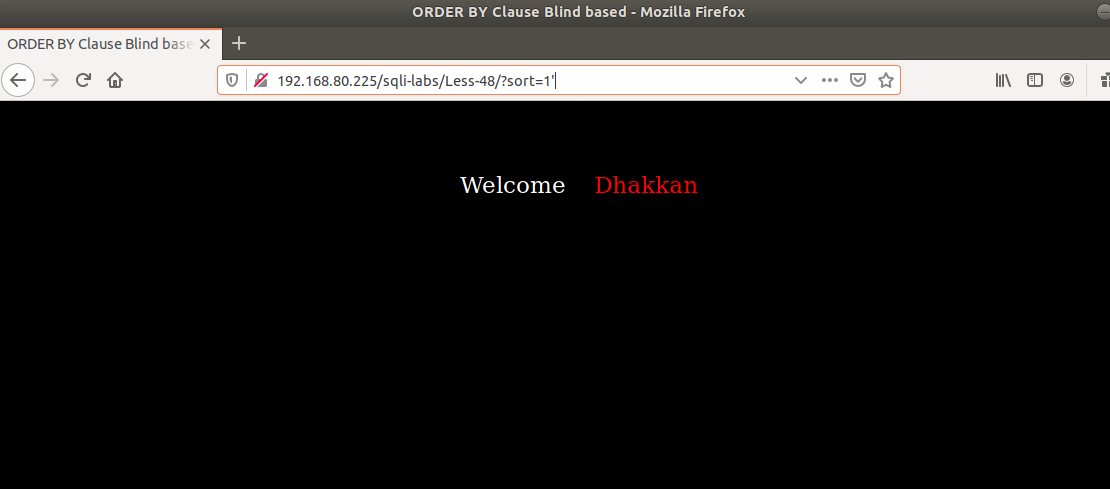 ORDER BY Clause Blind based - Mozilla Firefox
ORDER BY Clause Blind base
192.168.80.225/sqli-labs/Less-48/?sort=1'
Welcome Dhakkan